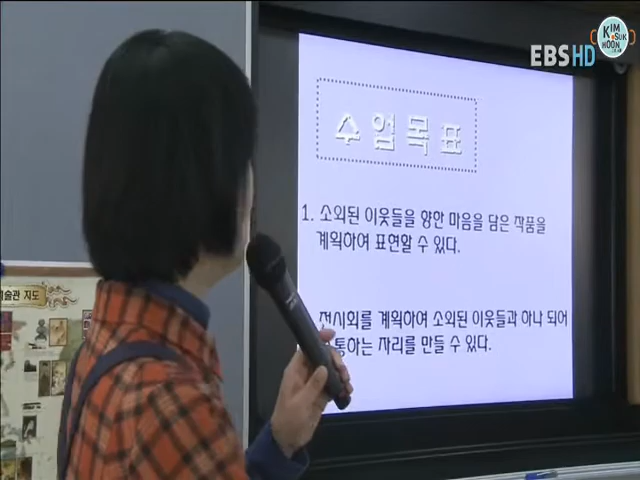 KIM SUK HOON
EBS HD
수업목표
1. 소외된 이웃들을 향한 마음을 담은 작품을
계획하여 표현할 수 있다.
전시회를 계획하여 소외된 이웃들과 하나 되어
통하는 자리를 만들 수 있다.
미술관 지도